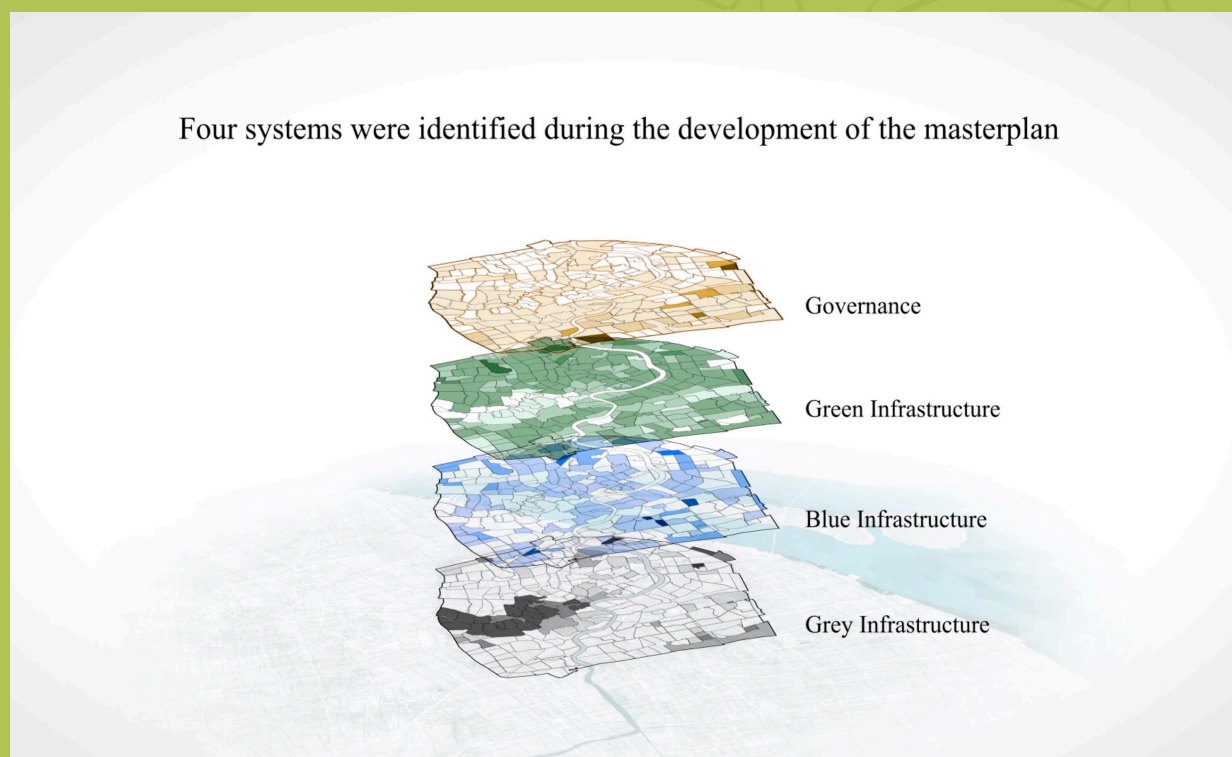 Four systems were identified during the development of the masterplan
Governance
Green Infrastructure
Blue Infrastructure
Grey Infrastructure